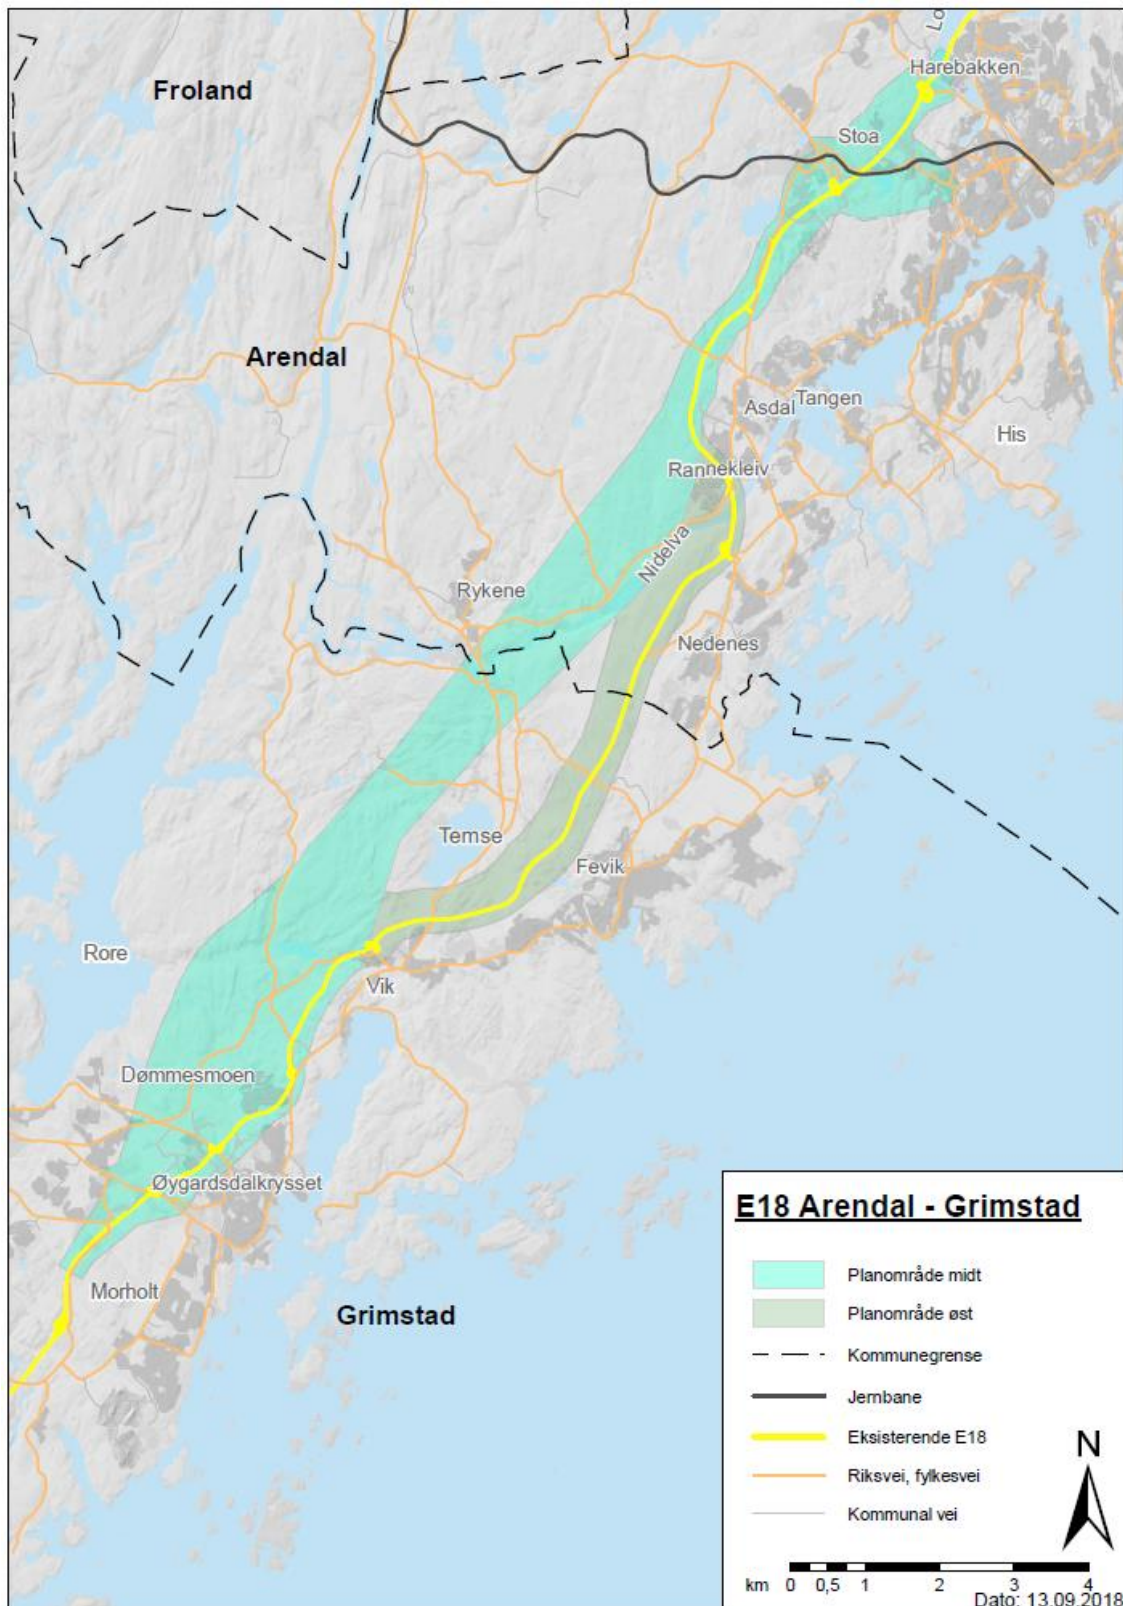 Lo
Harebakken
Froland
Stoa
Arendal
Asdal
Tangen
His
Rannekleiv
Nidelva
Rykene
Nedenes
Temse
Fevik
Rore
Vik
Dømmesmoen
Øygardsdalkrysset
Morholt
Grimstad
E18 Arendal - Grimstad
Planområde midt
Planområde øst
Kommunegrense
Jernbane
Eksisterende E18
Riksvei, fylkesvei
Kommunal vei
N
km 0 0,5 1 2 3 4
Dato: 13.09.2018